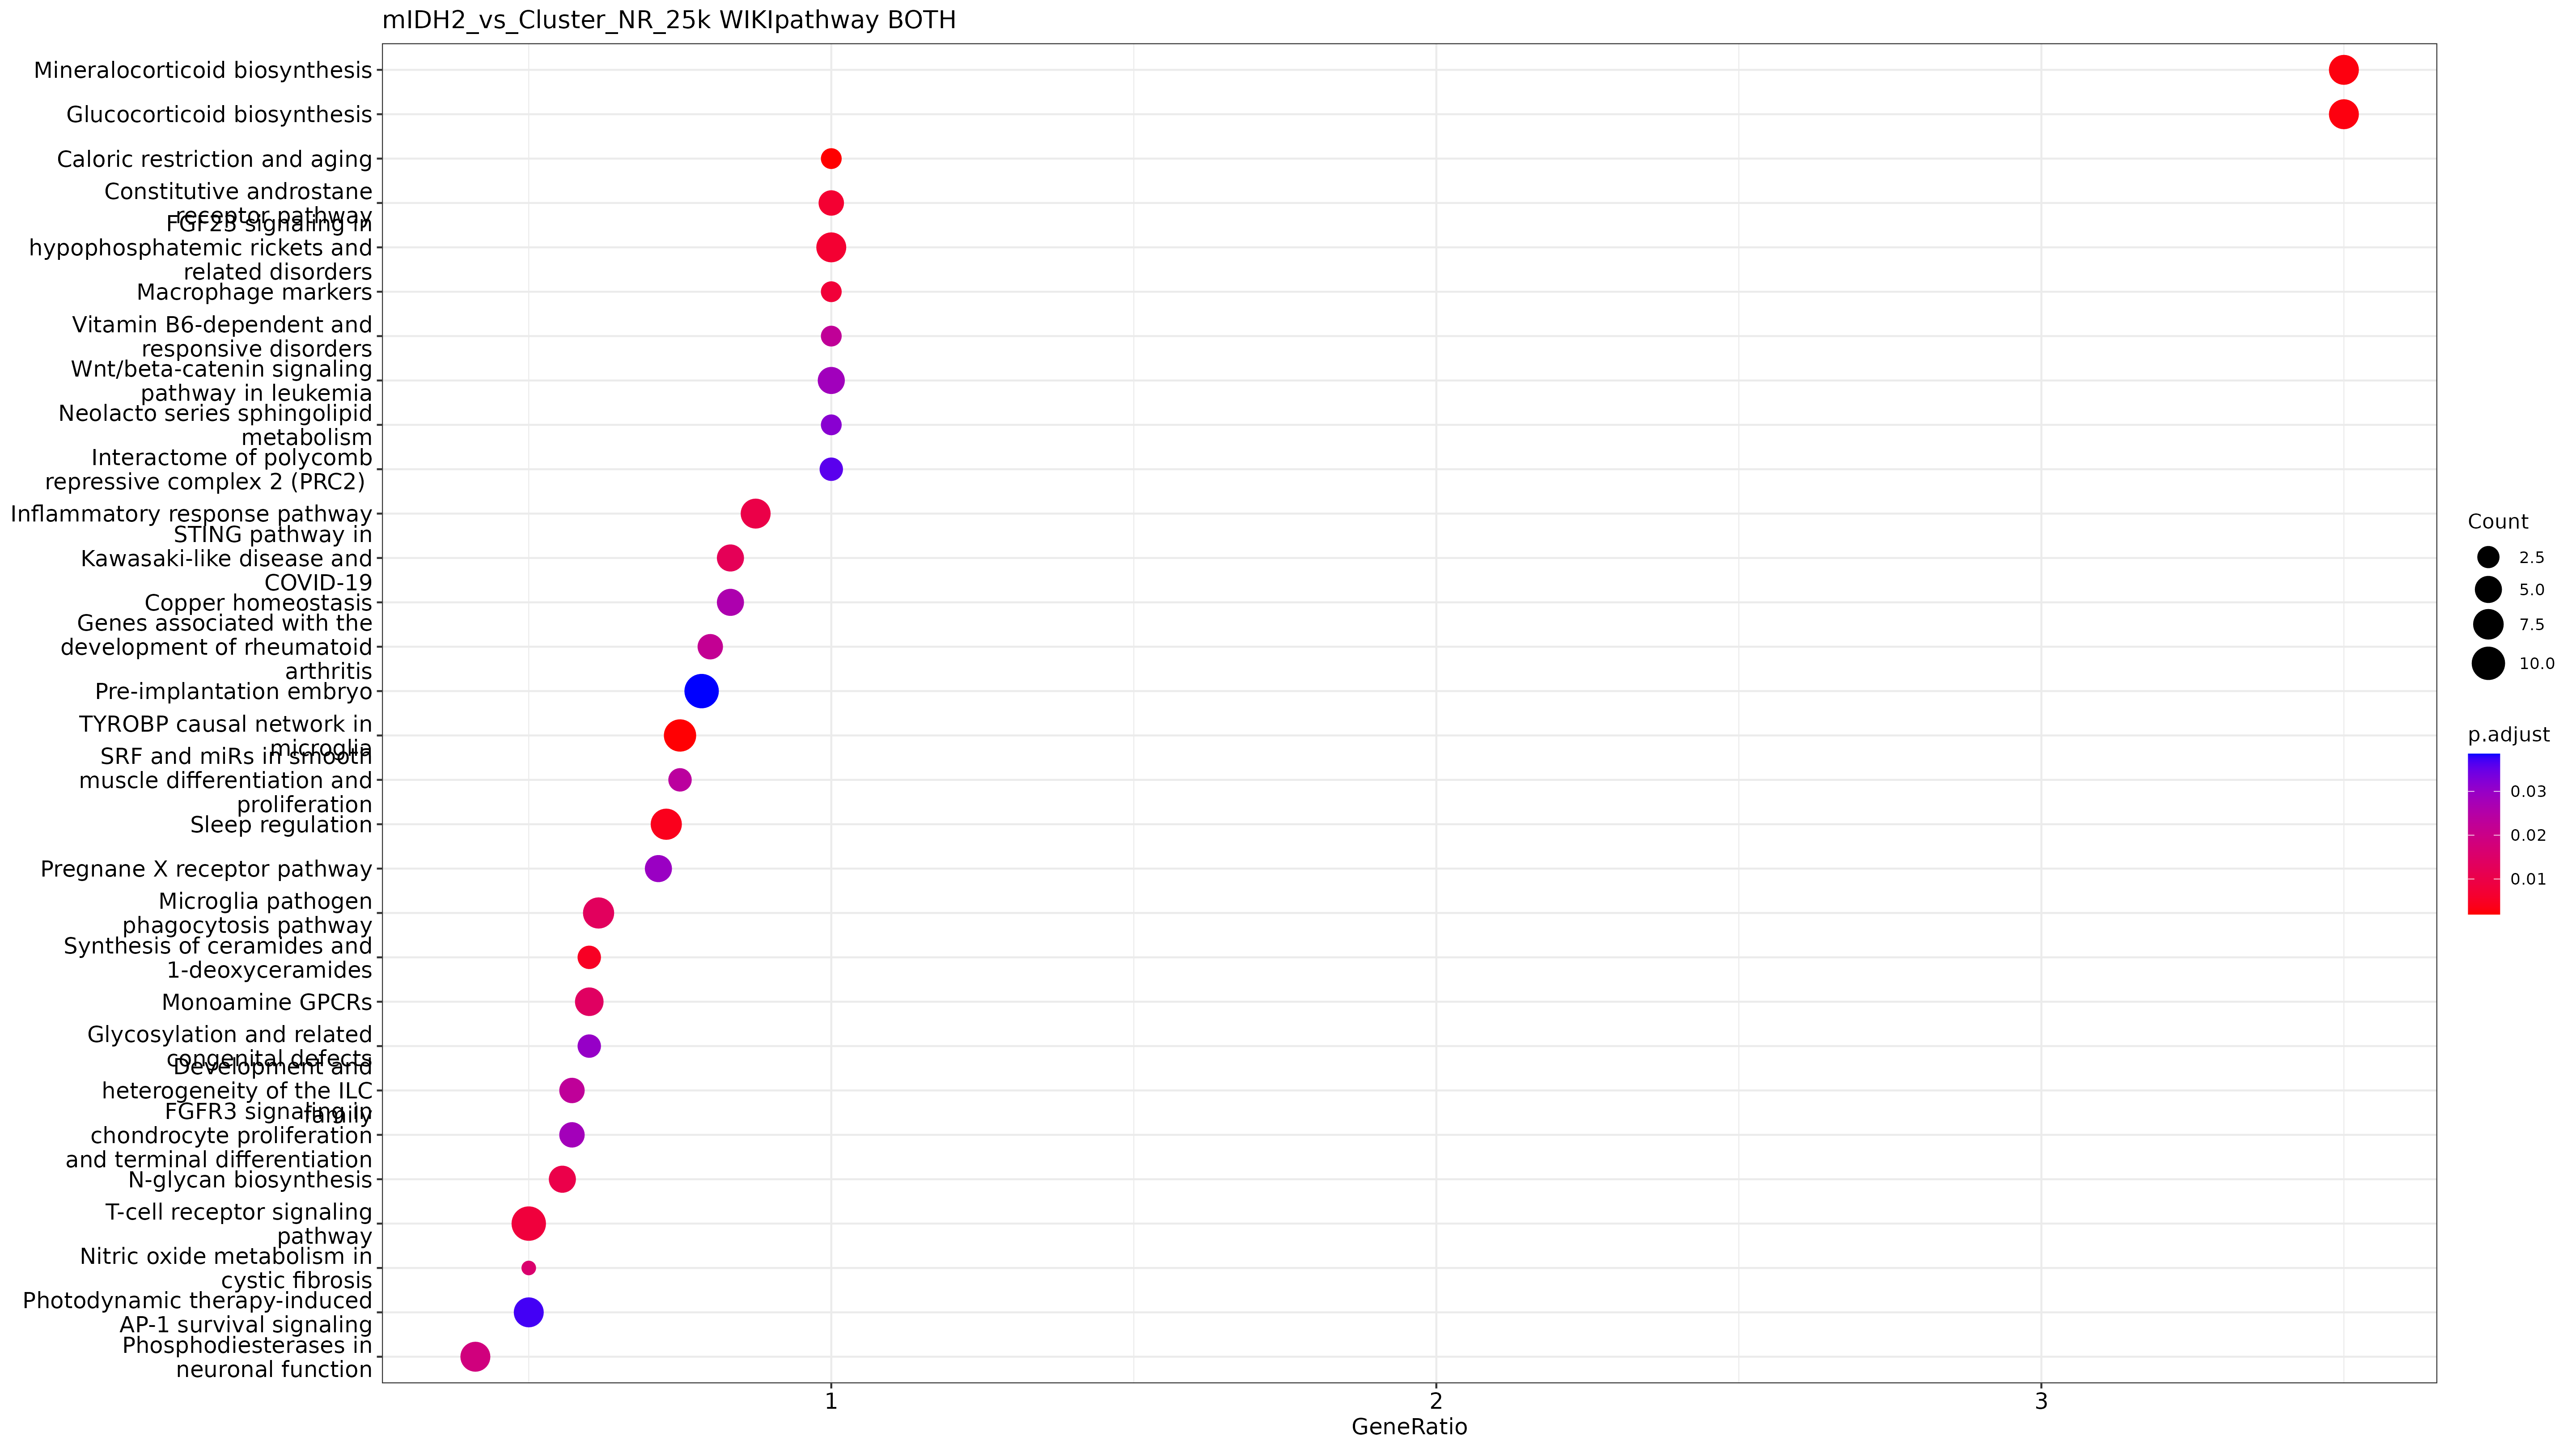 mIDH2_vs_Cluster_NR_25k WIKIpathway BOTH
Mineralocorticoid biosynthesis
Glucocorticoid biosynthesis
Caloric restriction and aging
Constitutive androstane
receptor pathway
FGF23 signaling in
hypophosphatemic rickets and
related disorders
Macrophage markers
Vitamin B6-dependent and
responsive disorders
Wnt/beta-catenin signaling
pathway in leukemia
Neolacto series sphingolipid
metabolism
Interactome of polycomb
repressive complex 2 (PRC2)
Inflammatory response pathway
STING pathway in
Kawasaki-like disease and
COVID-19
Copper homeostasis
Genes associated with the
development of rheumatoid
arthritis
Pre-implantation embryo
TYROBP causal network in
microglia
SRF and miRs in smooth
muscle differentiation and
proliferation
Sleep regulation
Pregnane X receptor pathway
Microglia pathogen
phagocytosis pathway
Synthesis of ceramides and
1-deoxyceramides
Monoamine GPCRs
Glycosylation and related
congenital defects
Development and
heterogeneity of the ILC
family
FGFR3 signaling in
chondrocyte proliferation
and terminal differentiation
N-glycan biosynthesis
T-cell receptor signaling
pathway
Nitric oxide metabolism in
cystic fibrosis
Photodynamic therapy-induced
AP-1 survival signaling
Phosphodiesterases in
neuronal function
1 2 3
GeneRatio
Count
2.5
5.0
7.5
10.0
p.adjust
0.03
0.02
0.01